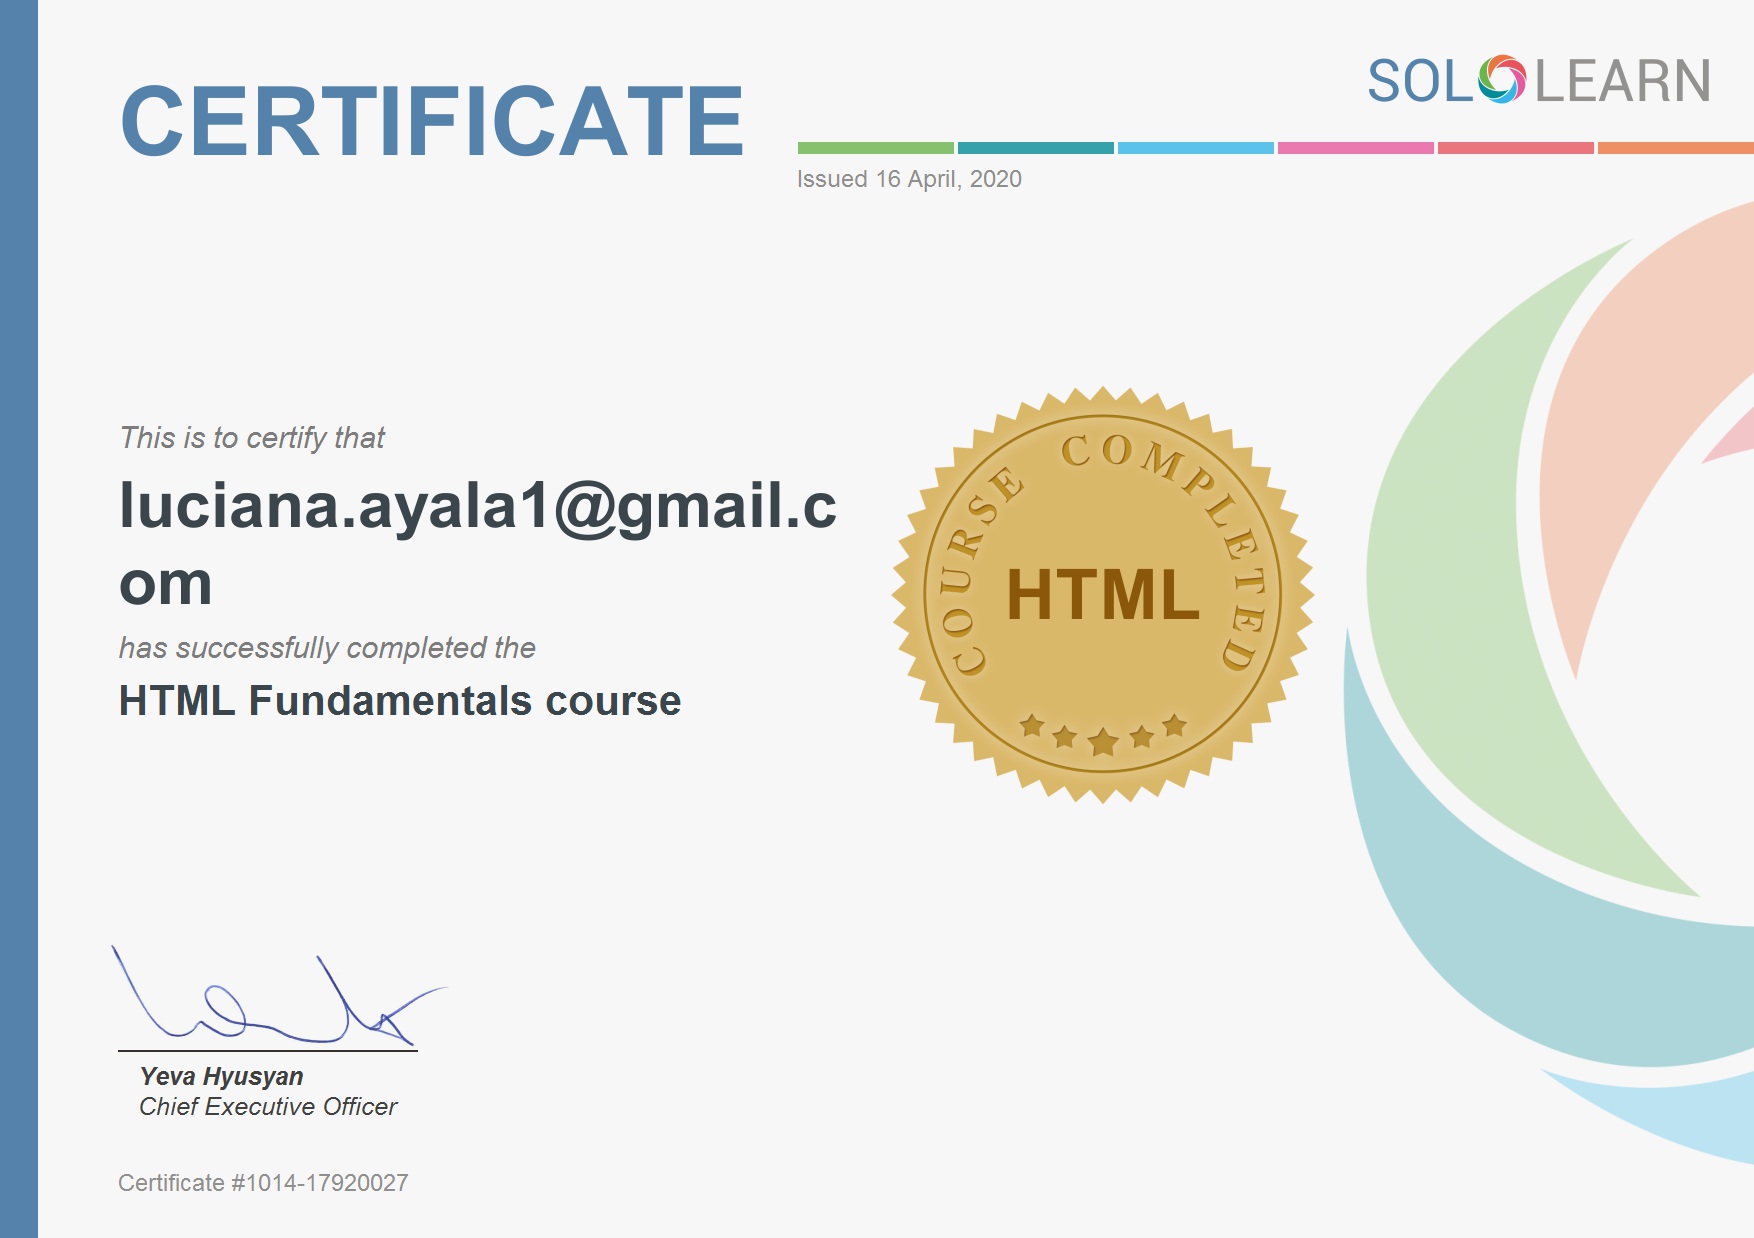 CERTIFICATE
SOLOLEARN
Issued 16 April, 2020
This is to certify that
luciana.ayala1@gmail.c
om
has successfully completed the
HTML Fundamentals course
COURSE COMPLETED
HTML
Yeva Hyusyan
Chief Executive Officer
Certificate #1014-17920027